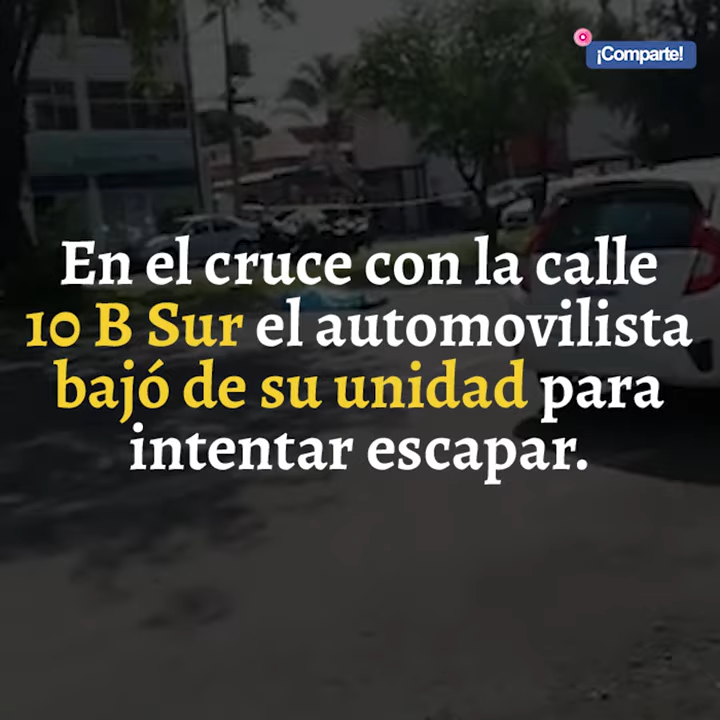 ¡Comparte!
En el cruce con la calle
10 B Sur el automovilista
bajó de su unidad para
intentar escapar.